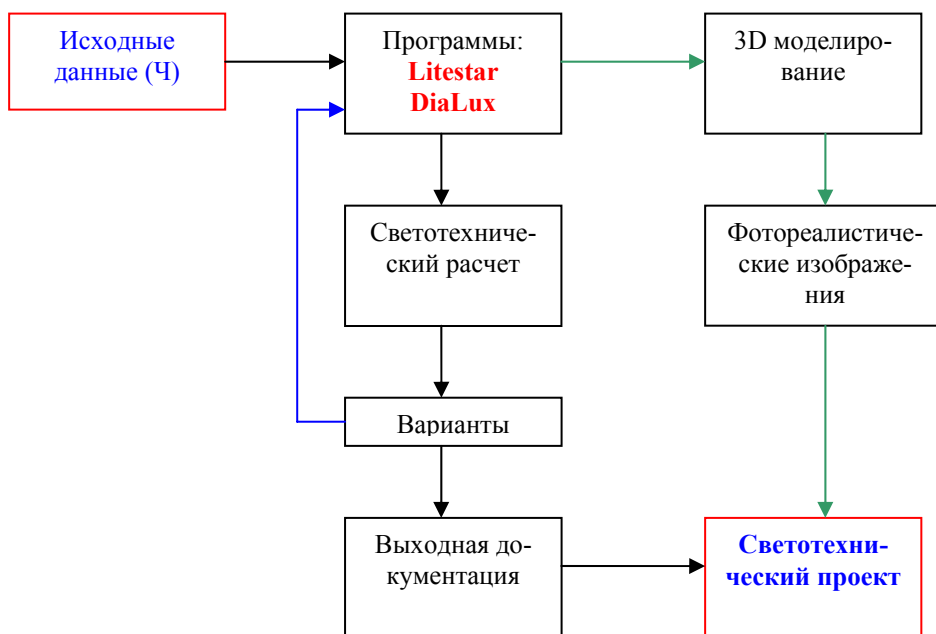 Исходные
данные (Ч)
Программы:
Litestar
DiaLux
3D моделиро-
вание
Светотехниче-
ский расчет
Фотореалистиче-
ские изображе-
ния
Варианты
Выходная до-
кументация
Светотехни-
ческий проект